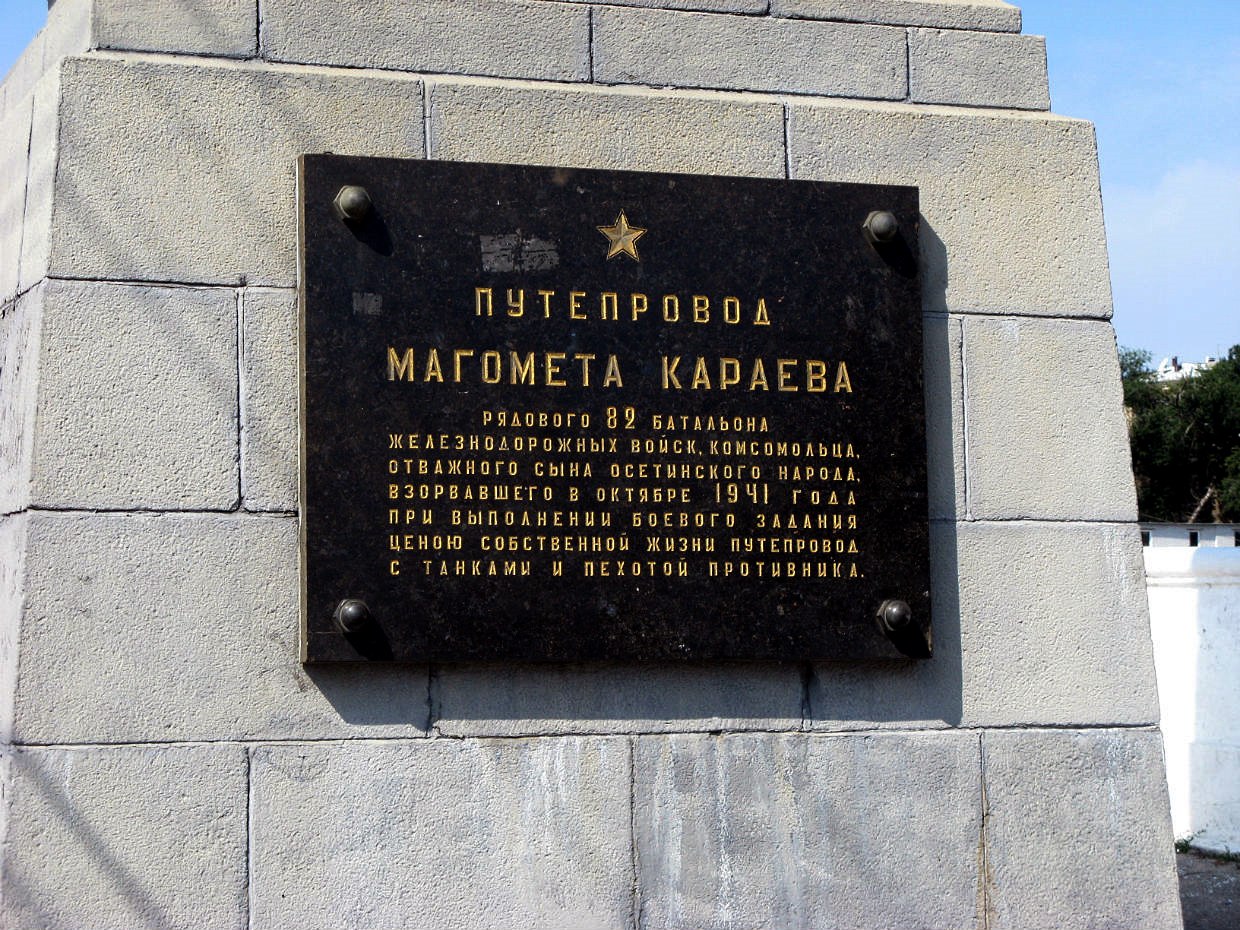 ПУТЕПРОВОД
МАГОМЕТА КАРАЕВА
РЯДОВОГО 82 БАТАЛЬОНА
ЖЕЛЕЗНОДОРОЖНЫХ ВОЙСК, КОМСОМОЛЬЦА,
ОТВАЖНОГО СЫНА ОСЕТИНСКОГО НАРОДА,
ВЗОРВАВШЕГО В ОКТЯБРЕ 1941 ГОДА
ПРИ ВЫПОЛНЕНИИ БОЕВОГО ЗАДАНИЯ
ЦЕНОЮ СОБСТВЕННОЙ ЖИЗНИ ПУТЕПРОВОД
С ТАНКАМИ И ПЕХОТОЙ ПРОТИВНИКА.